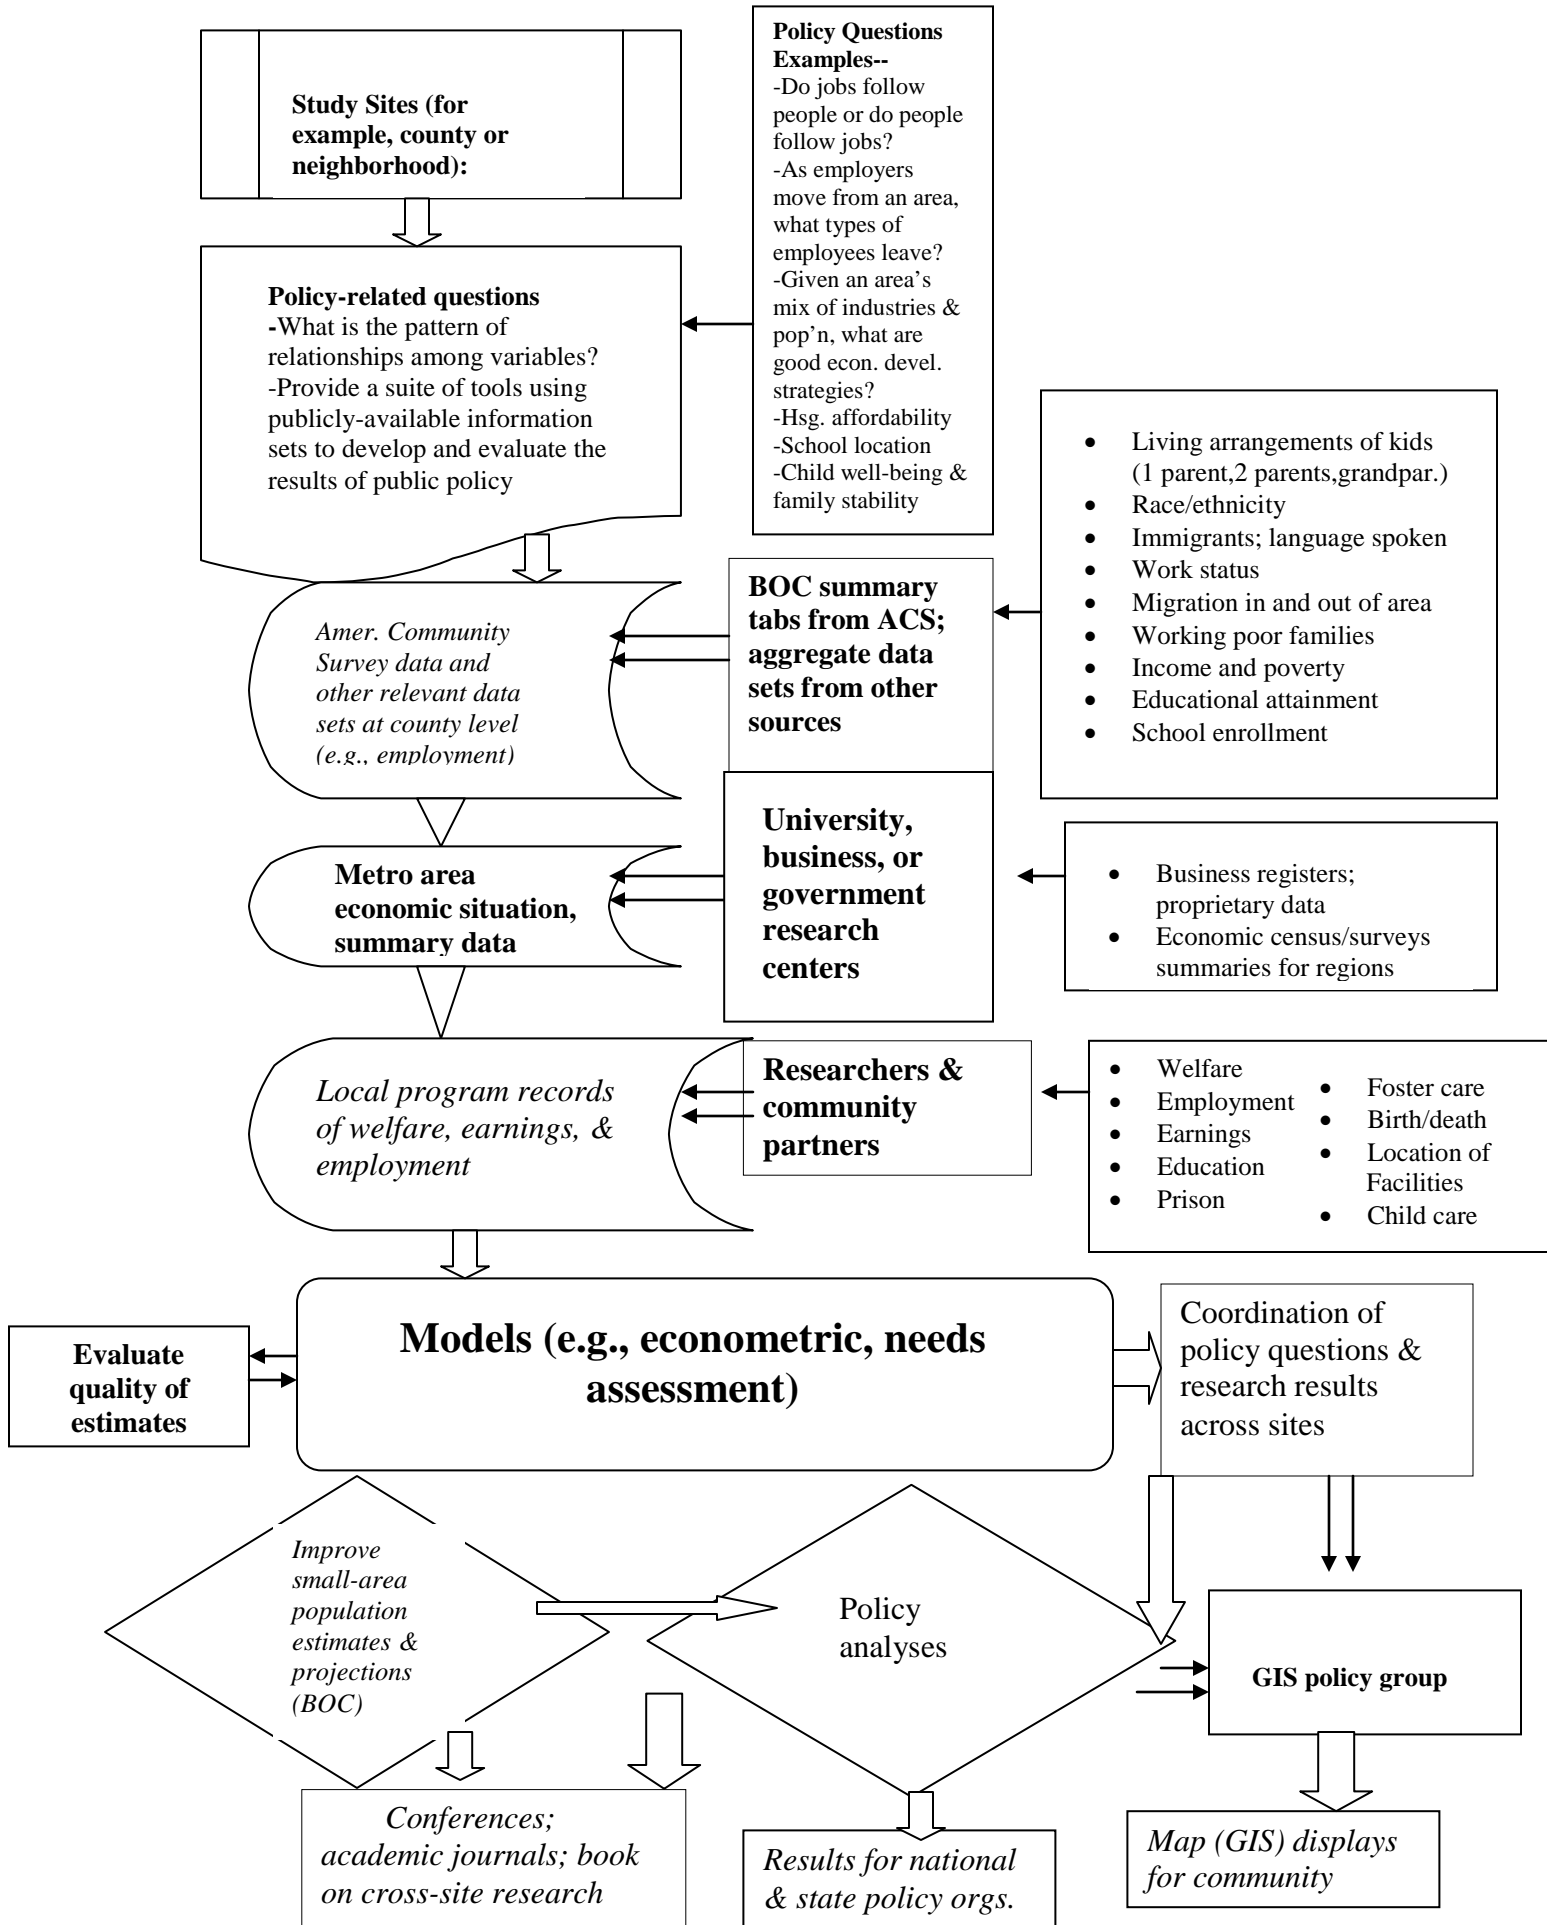 Study Sites (for
example, county or
neighborhood):
Policy Questions
Examples--
-Do jobs follow
people or do people
follow jobs?
-As employers
move from an area,
what types of
employees leave?
-Given an area’s
mix of industries &
pop’n, what are
good econ. devel.
strategies?
-Hsg. affordability
-School location
-Child well-being &
family stability
Policy-related questions
-What is the pattern of
relationships among variables?
-Provide a suite of tools using
publicly-available information
sets to develop and evaluate the
results of public policy
• Living arrangements of kids
(1 parent,2 parents,grandpar.)
• Race/ethnicity
• Immigrants; language spoken
• Work status
• Migration in and out of area
• Working poor families
• Income and poverty
• Educational attainment
• School enrollment
BOC summary
tabs from ACS;
aggregate data
sets from other
sources
Amer. Community
Survey data and
other relevant data
sets at county level
(e.g., employment)
University,
business, or
government
research
centers
• Business registers;
proprietary data
• Economic census/surveys
summaries for regions
Metro area
economic situation,
summary data
Local program records
of welfare, earnings, &
employment
Researchers &
community
partners
• Welfare
• Employment
• Earnings
• Education
• Prison
• Foster care
• Birth/death
• Location of
Facilities
• Child care
Evaluate
quality of
estimates
Models (e.g., econometric, needs
assessment)
Coordination of
policy questions &
research results
across sites
Improve
small-area
population
estimates &
projections
(BOC)
Policy
analyses
GIS policy group
Conferences;
academic journals; book
on cross-site research
Results for national
& state policy orgs.
Map (GIS) displays
for community